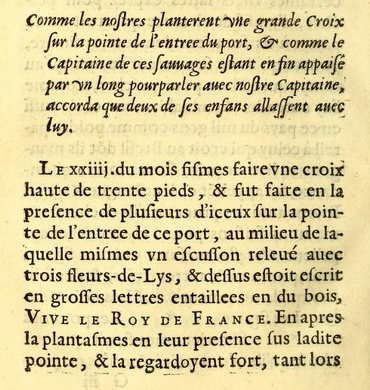 Comme les nostres planterent vne grande Croix
sur la pointe de l'entree du port, & comme le
Capitaine de ces sauuages estant en fin appaisé
par vn long pourparler auec nostre Capitaine,
accorda que deux de ses enfans allassent auec
luy.
LE xxiiij. du mois fismes faire vne croix
haute de trente pieds, & fut faite en la
presence de plusieurs d'iceux sur la poin-
te de l'entree de ce port, au milieu de la-
quelle mismes vn escusson releué auec
trois fleurs-de-Lys, & dessus estoit escrit
en grosses lettres entaillees en du bois,
VIVE LE ROY DE FRANCE. En apres
la plantasmes en leur presence sus ladite
pointe, & la regardoyent fort, tant lors